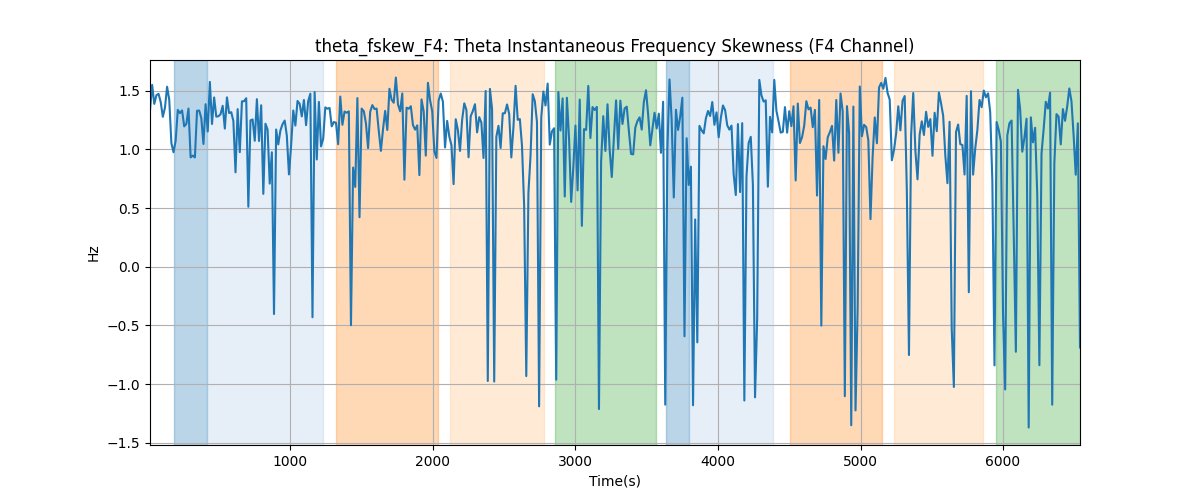 theta_fskew_F4: Theta Instantaneous Frequency Skewness (F4 Channel)
1.5
1.0
0.5
0.0
−0.5
−1.0
−1.5
Hz
1000 2000 3000 4000 5000 6000
Time(s)